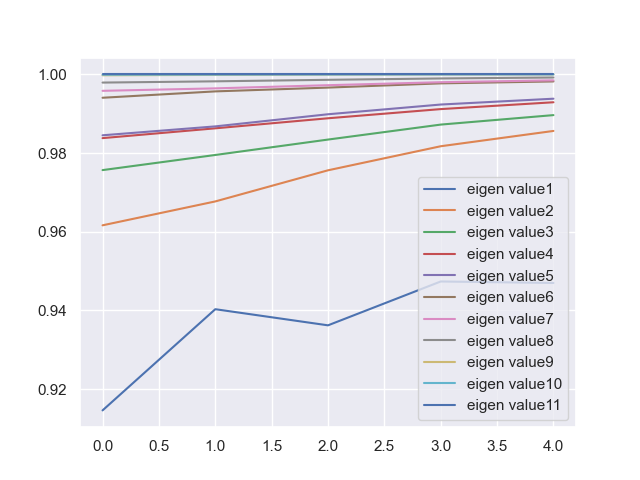 1.00
0.98
0.96
0.94
0.92
0.0 0.5 1.0 1.5 2.0 2.5 3.0 3.5 4.0
eigen value1
eigen value2
eigen value3
eigen value4
eigen value5
eigen value6
eigen value7
eigen value8
eigen value9
eigen value10
eigen value11